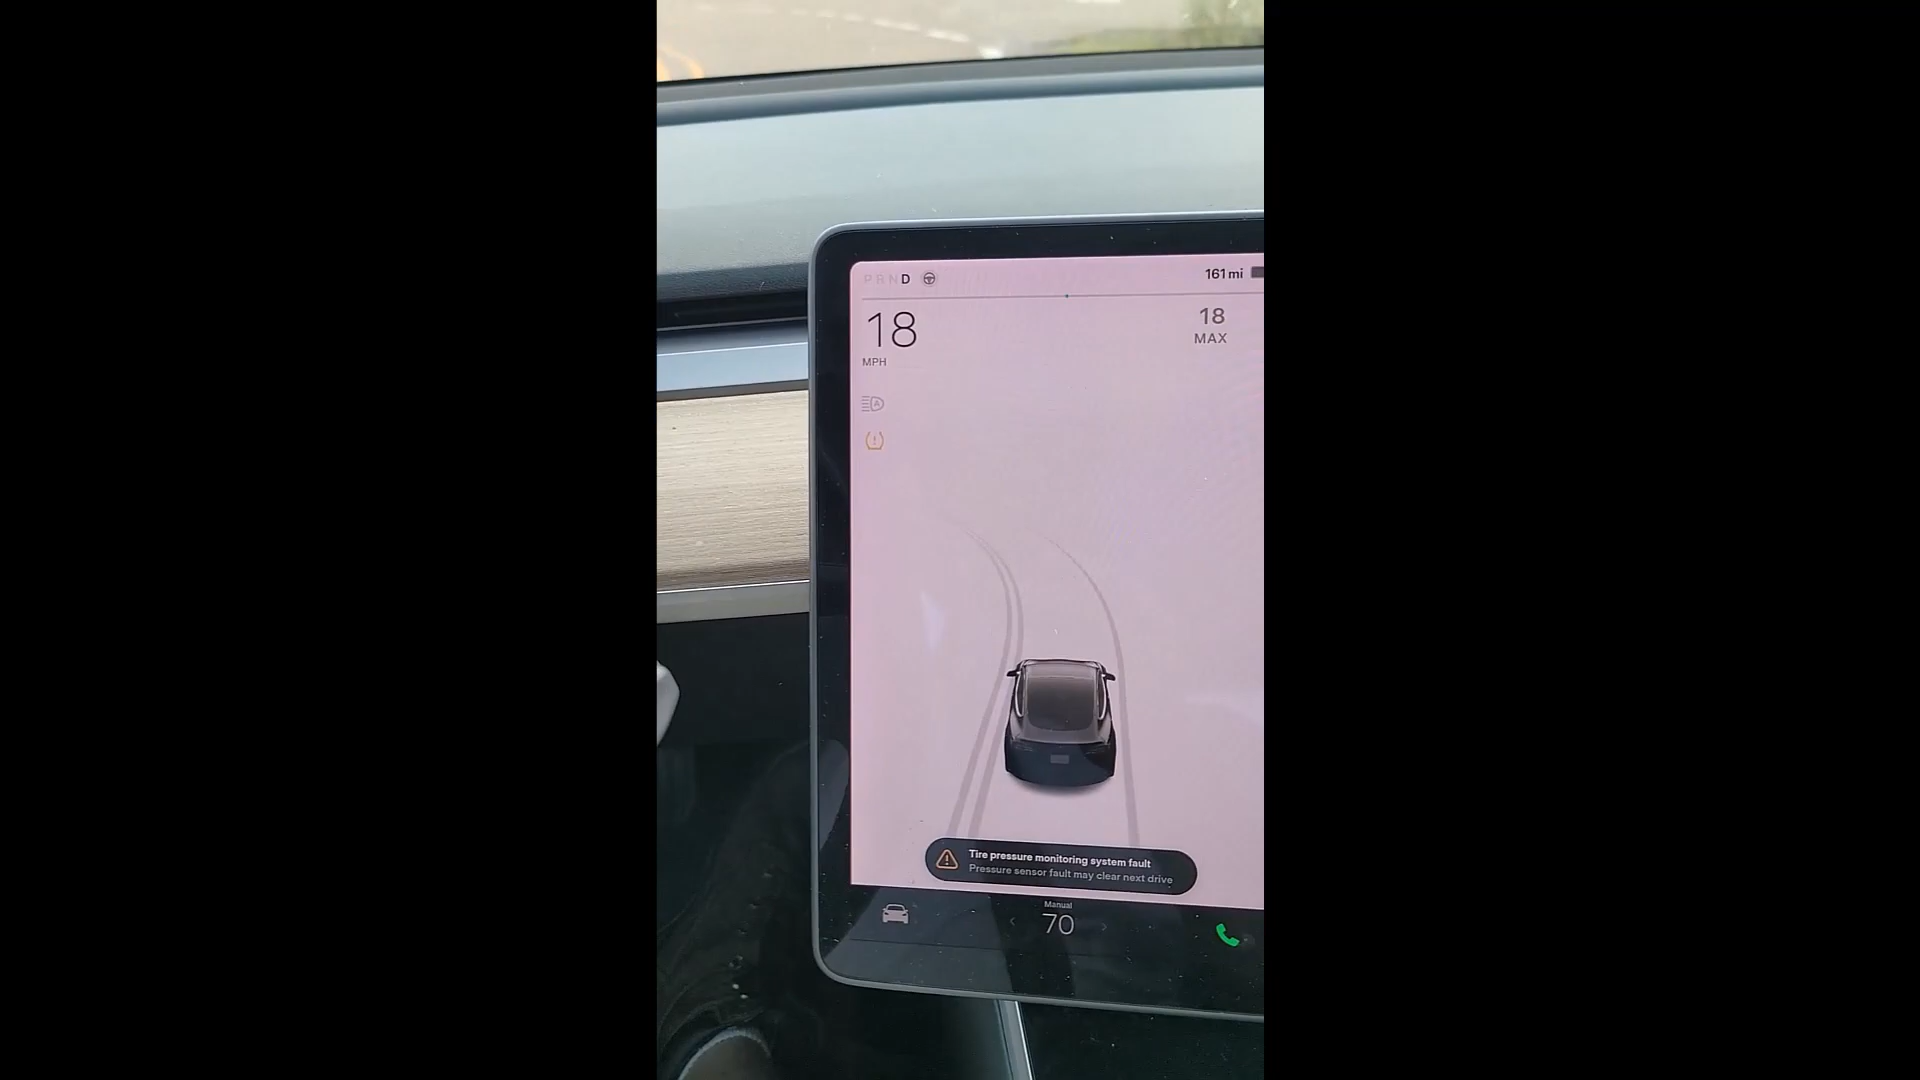 PRND
161 mi
18
MPH
18
MAX
Tire pressure monitoring system fault
Pressure sensor fault may clear next drive
Manual
70